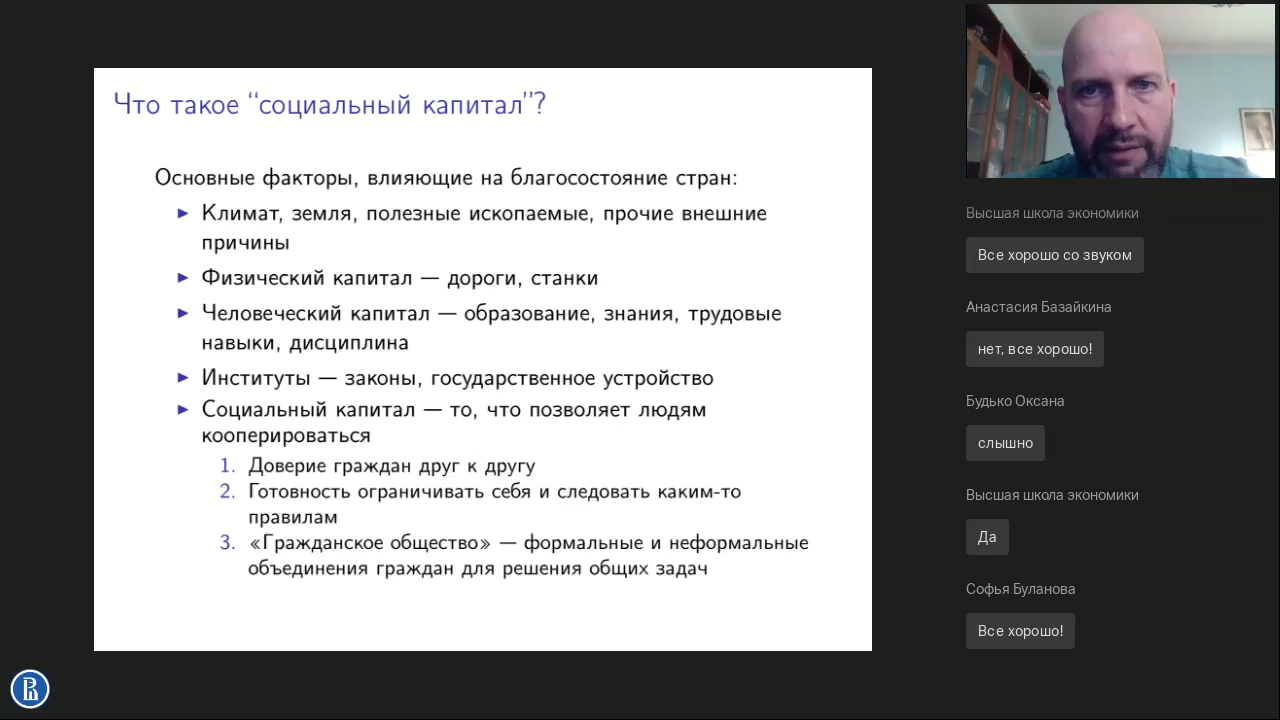 Что такое “социальный капитал”?
Основные факторы, влияющие на благосостояние стран:
► Климат, земля, полезные ископаемые, прочие внешние
причины
► Физический капитал — дороги, станки
► Человеческий капитал — образование, знания, трудовые
навыки, дисциплина
► Институты — законы, государственное устройство
► Социальный капитал — то, что позволяет людям
кооперироваться
1. Доверие граждан друг к другу
2. Готовность ограничивать себя и следовать каким-то
правилам
3. «Гражданское общество» — формальные и неформальные
объединения граждан для решения общих задач
Высшая школа экономики
Все хорошо со звуком
Анастасия Базайкина
нет, все хорошо!
Будько Оксана
слышно
Высшая школа экономики
Да
Софья Буланова
Все хорошо!